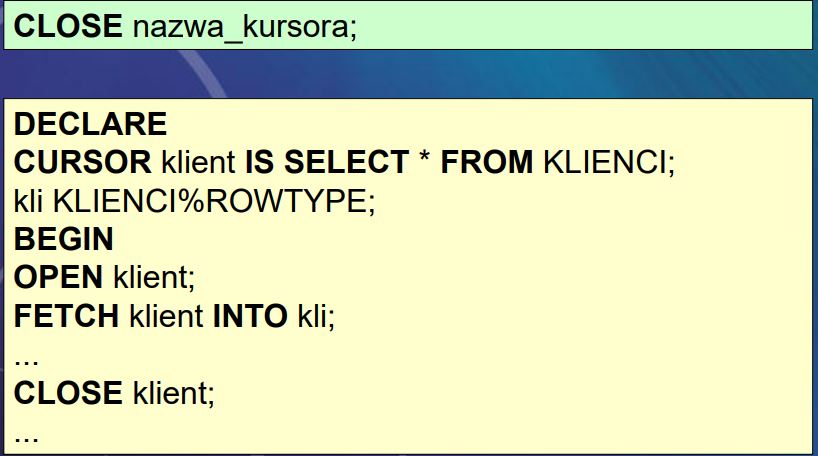 CLOSE nazwa_kursora;
DECLARE
CURSOR klient IS SELECT * FROM KLIENCI;
kli KLIENCI%ROWTYPE;
BEGIN
OPEN klient;
FETCH klient INTO kli;
...
CLOSE klient;
...